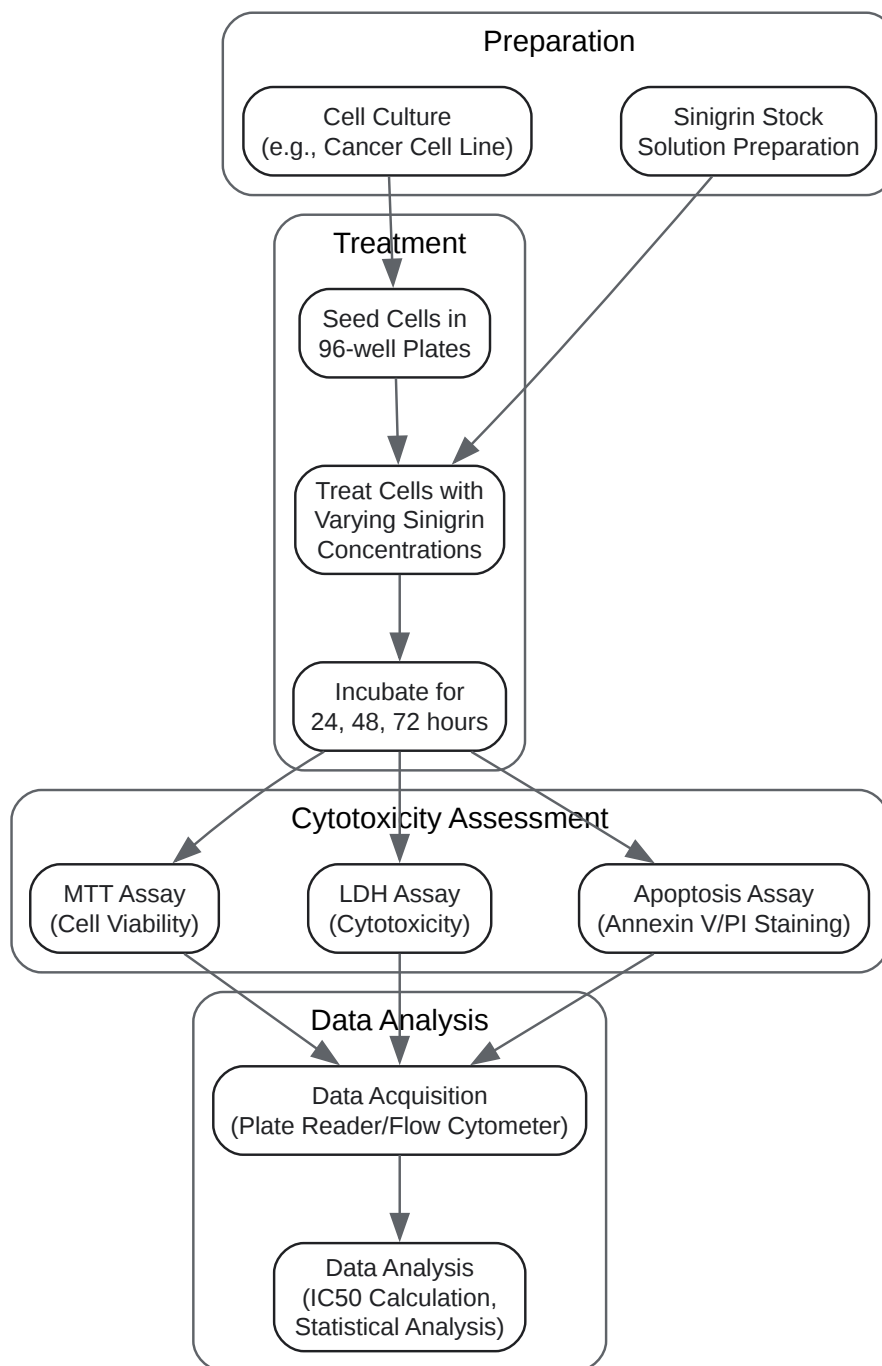 Preparation
Cell Culture
(e.g., Cancer Cell Line)
Sinigrin Stock
Solution Preparation
Treatment
Seed Cells in
96-well Plates
Treat Cells with
Varying Sinigrin
Concentrations
Incubate for
24, 48, 72 hours
Cytotoxicity Assessment
MTT Assay
(Cell Viability)
LDH Assay
(Cytotoxicity)
Apoptosis Assay
(Annexin V/PI Staining)
Data Analysis
Data Acquisition
(Plate Reader/Flow Cytometer)
Data Analysis
(IC50 Calculation,
Statistical Analysis)